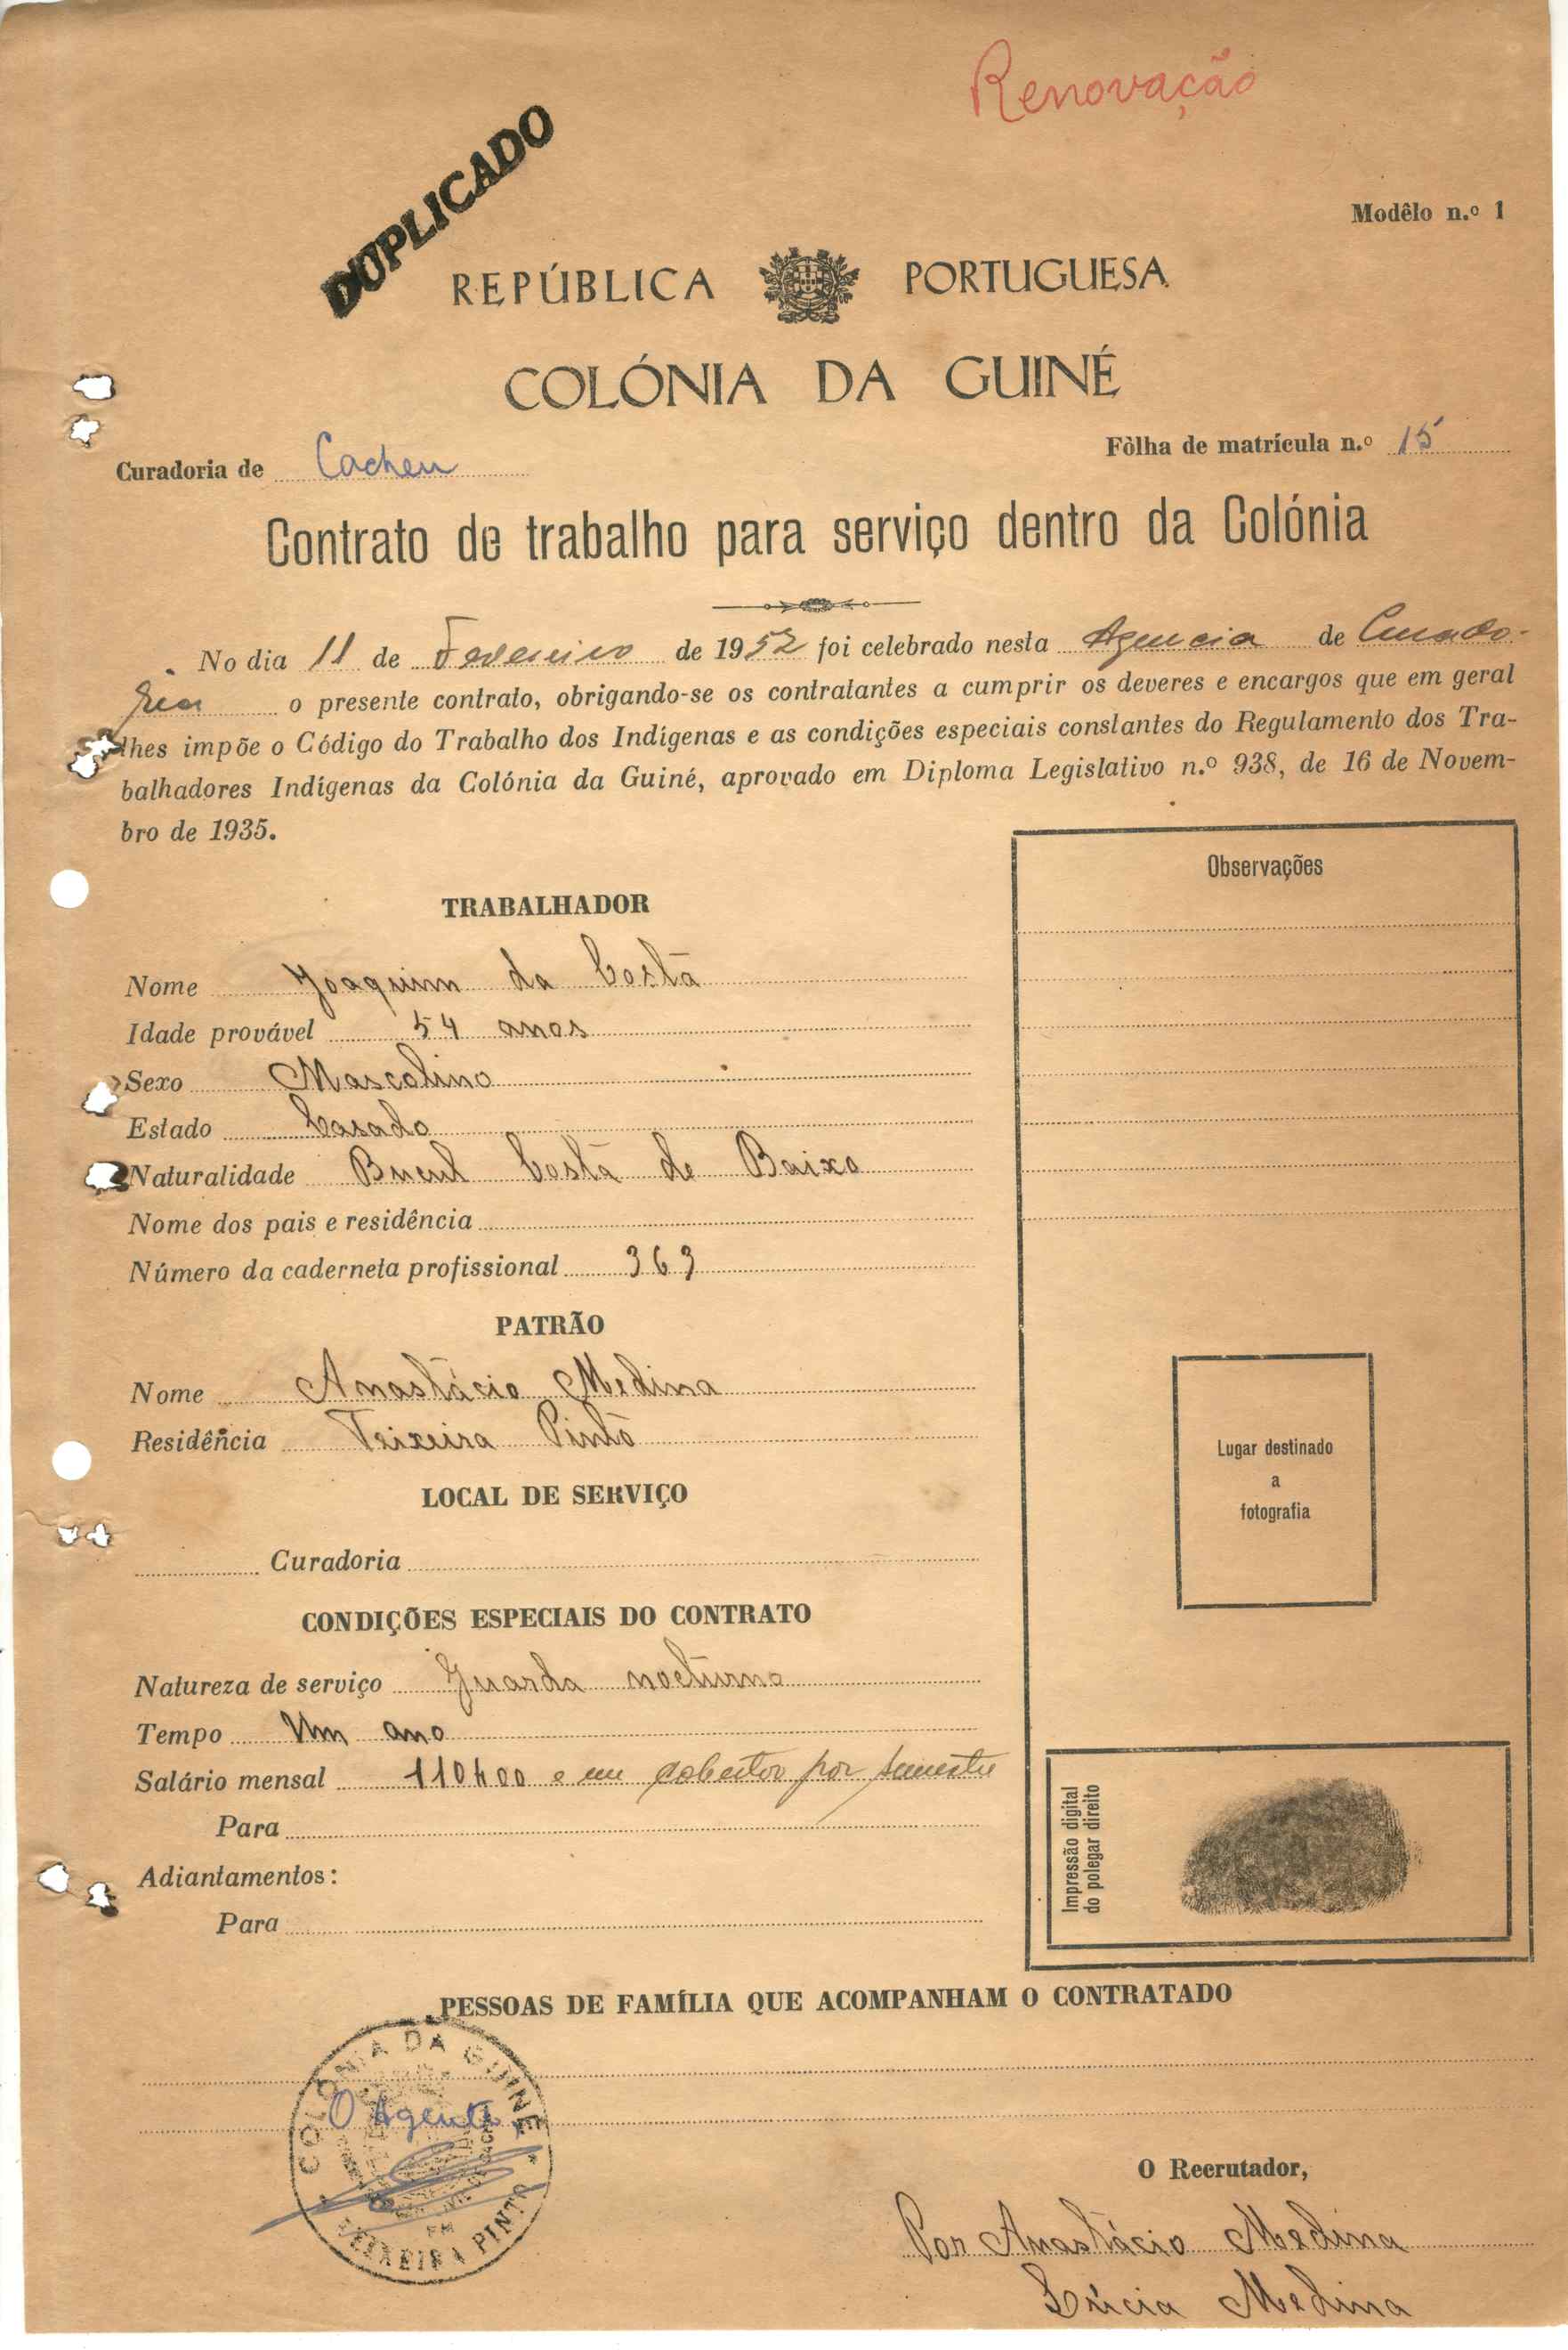 Renovação
DUPLICADO
Modêlo n.º 1
REPÚBLICA PORTUGUESA
COLÓNIA DA GUINÉ
Curadoria de Cacheu
Fôlha de matrícula n.º 15
Contrato de trabalho para serviço dentro da Colónia
No dia 11 de Fevereiro de 1952 foi celebrado nesta Agencia de Curado-
ria o presente contrato, obrigando-se os contratantes a cumprir os deveres e encargos que em geral
lhes impõe o Código do Trabalho dos Indígenas e as condições especiais constantes do Regulamento dos Tra-
balhadores Indígenas da Colónia da Guiné, aprovado em Diploma Legislativo n.º 938, de 16 de Novem-
bro de 1935.
Observações
TRABALHADOR
Nome Joaquim da Costa
Idade provável 54 anos
Sexo Mascolino
Estado Casado
Naturalidade Bucul Costa de Baixo
Nome dos pais e residência
Número da caderneta profissional 363
PATRÃO
Nome Anastácio Medina
Residência Teixeira Pinto
LOCAL DE SERVIÇO
Curadoria
Lugar destinado
a
fotografia
CONDIÇÕES ESPECIAIS DO CONTRATO
Natureza de serviço Guarda nocturno
Tempo Um ano
Salário mensal 110$00 e um cobertor por semestre
Para
Adiantamentos:
Para
Impressão digital
do polegar direito
PESSOAS DE FAMÍLIA QUE ACOMPANHAM O CONTRATADO
COLÓNIA DA GUINÉ
O Agente,
EM
TEIXEIRA PINTO
O Recrutador,
Por Anastácio Medina
Lúcia Medina